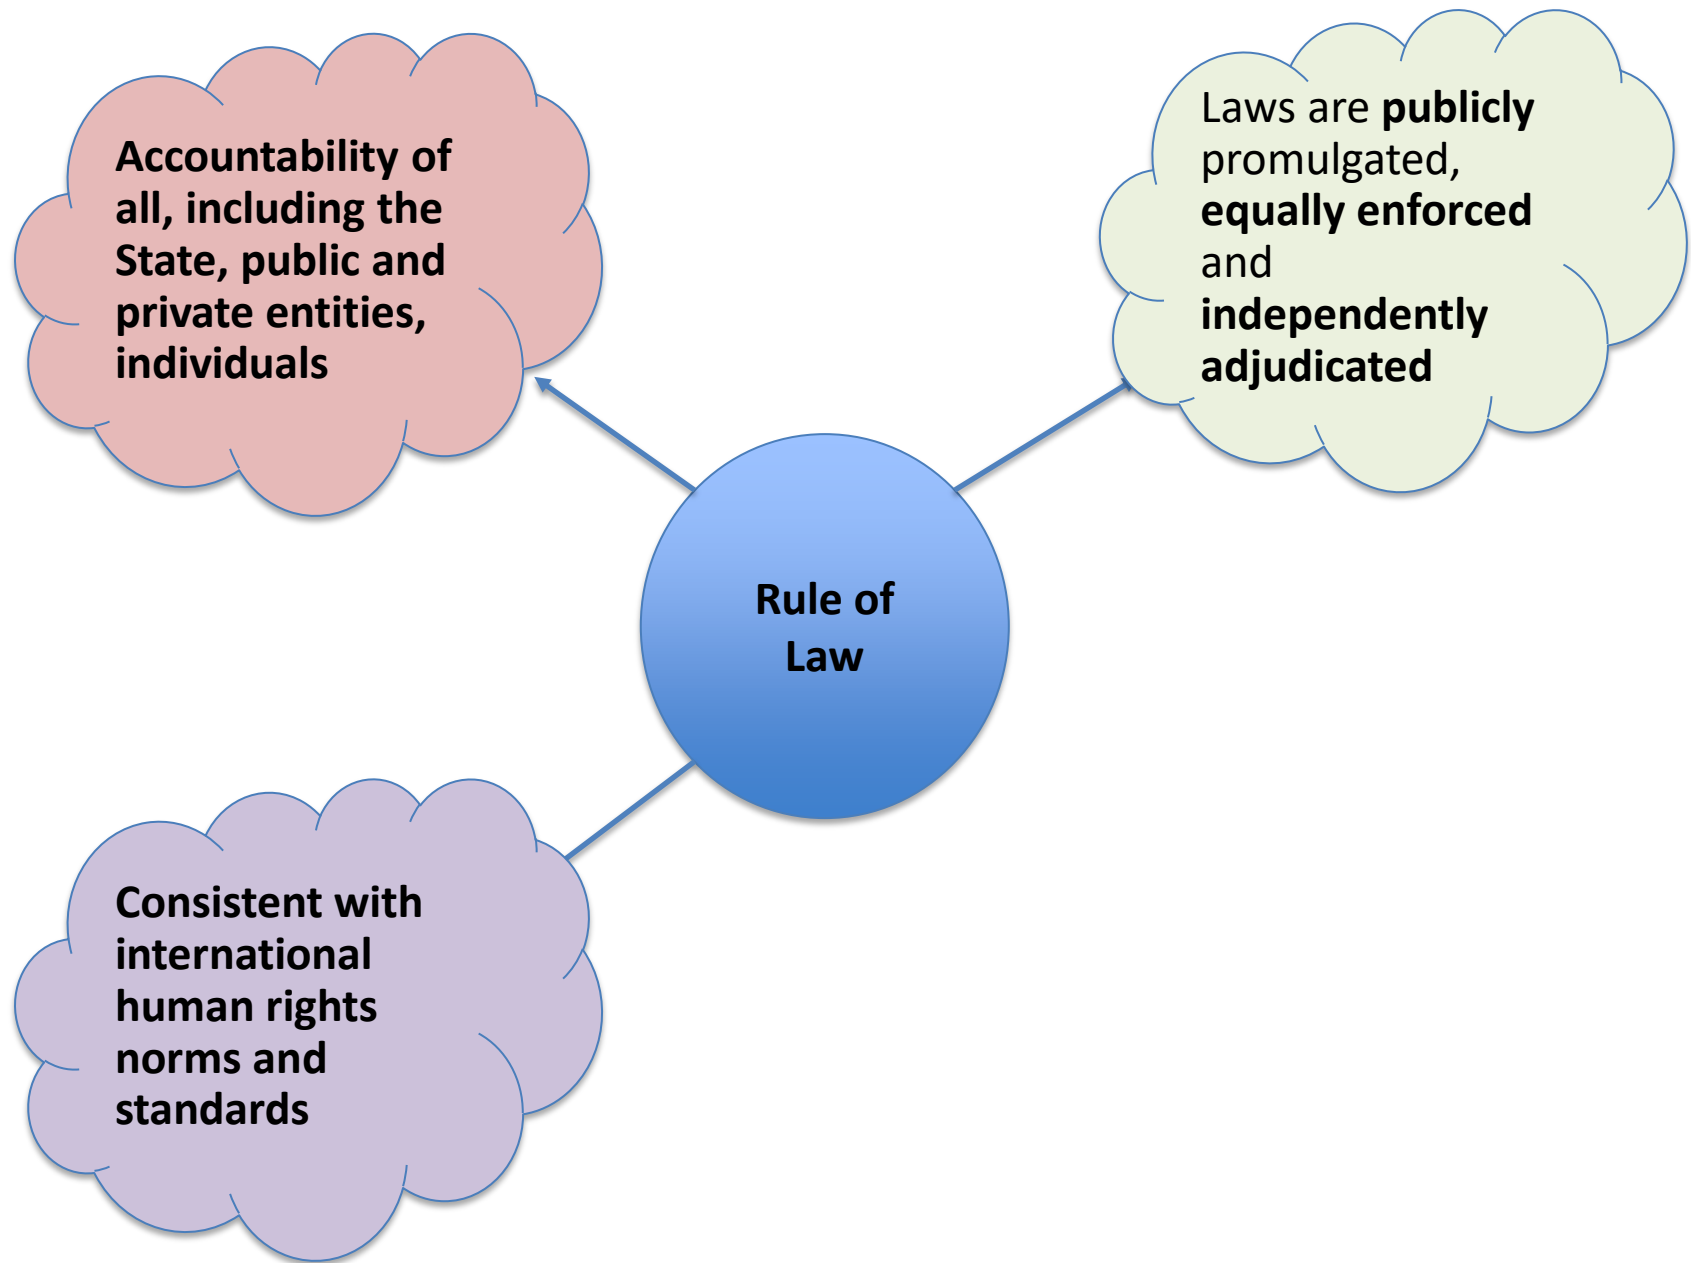 Accountability of
all, including the
State, public and
private entities,
individuals
Laws are publicly
promulgated,
equally enforced
and
independently
adjudicated
Rule of
Law
Consistent with
international
human rights
norms and
standards